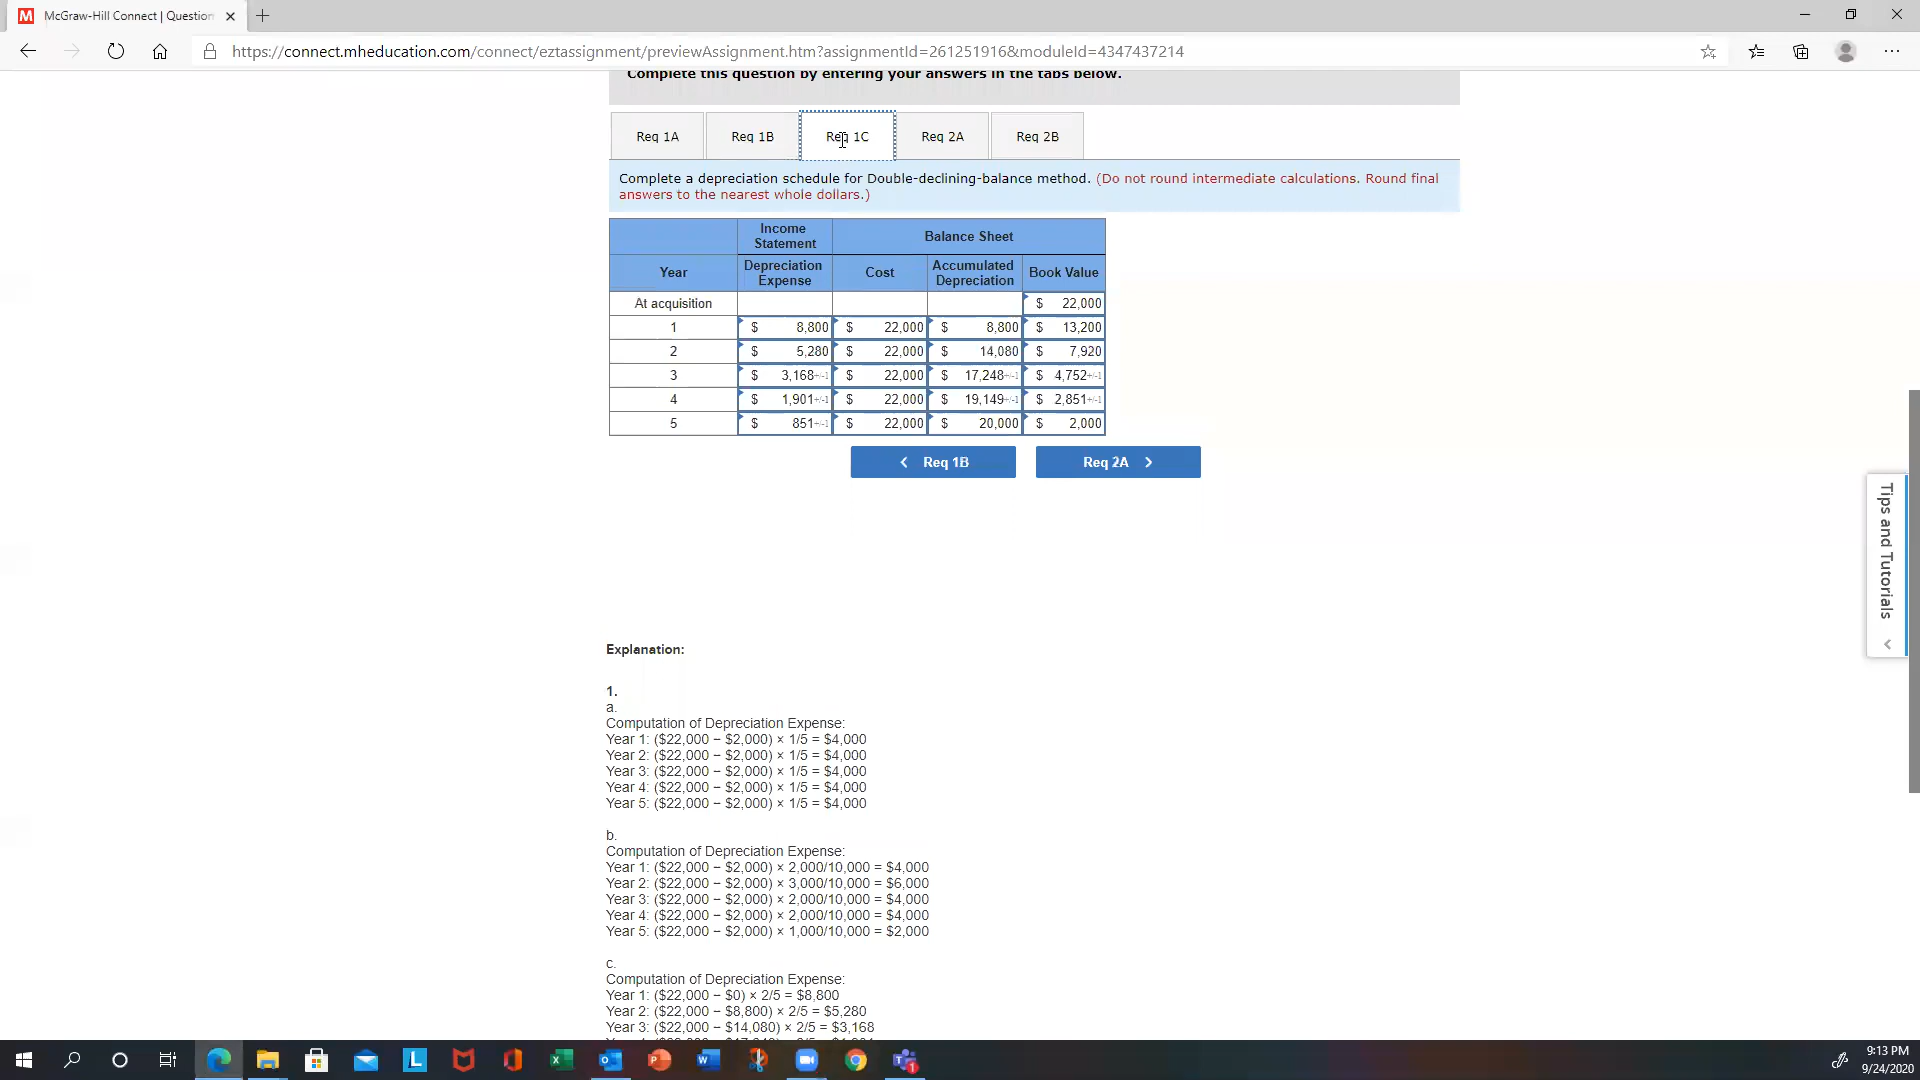 McGraw-Hill Connect | Question
https://connect.mheducation.com/connect/eztassignment/previewAssignment.htm?assignmentId=261251916&moduleId=4347437214
Complete this question by entering your answers in the tabs below.
Req 1A Req 1B Req 1C Req 2A Req 2B
Complete a depreciation schedule for Double-declining-balance method. (Do not round intermediate calculations. Round final
answers to the nearest whole dollars.)
Income
Statement
Balance Sheet
Year
Depreciation
Expense
Cost
Accumulated
Depreciation
Book Value
At acquisition $ 22,000
1 $ 8,800 $ 22,000 $ 8,800 $ 13,200
2 $ 5,280 $ 22,000 $ 14,080 $ 7,920
3 $ 3,168+/-1 $ 22,000 $ 17,248+/-1 $ 4,752+/-1
4 $ 1,901+/-1 $ 22,000 $ 19,149+/-1 $ 2,851+/-1
5 $ 851+/-1 $ 22,000 $ 20,000 $ 2,000
< Req 1B Req 2A >
Tips and Tutorials
Explanation:
1.
a.
Computation of Depreciation Expense:
Year 1: ($22,000 − $2,000) × 1/5 = $4,000
Year 2: ($22,000 − $2,000) × 1/5 = $4,000
Year 3: ($22,000 − $2,000) × 1/5 = $4,000
Year 4: ($22,000 − $2,000) × 1/5 = $4,000
Year 5: ($22,000 − $2,000) × 1/5 = $4,000
b.
Computation of Depreciation Expense:
Year 1: ($22,000 − $2,000) × 2,000/10,000 = $4,000
Year 2: ($22,000 − $2,000) × 3,000/10,000 = $6,000
Year 3: ($22,000 − $2,000) × 2,000/10,000 = $4,000
Year 4: ($22,000 − $2,000) × 2,000/10,000 = $4,000
Year 5: ($22,000 − $2,000) × 1,000/10,000 = $2,000
c.
Computation of Depreciation Expense:
Year 1: ($22,000 − $0) × 2/5 = $8,800
Year 2: ($22,000 − $8,800) × 2/5 = $5,280
Year 3: ($22,000 − $14,080) × 2/5 = $3,168
9:13 PM
9/24/2020